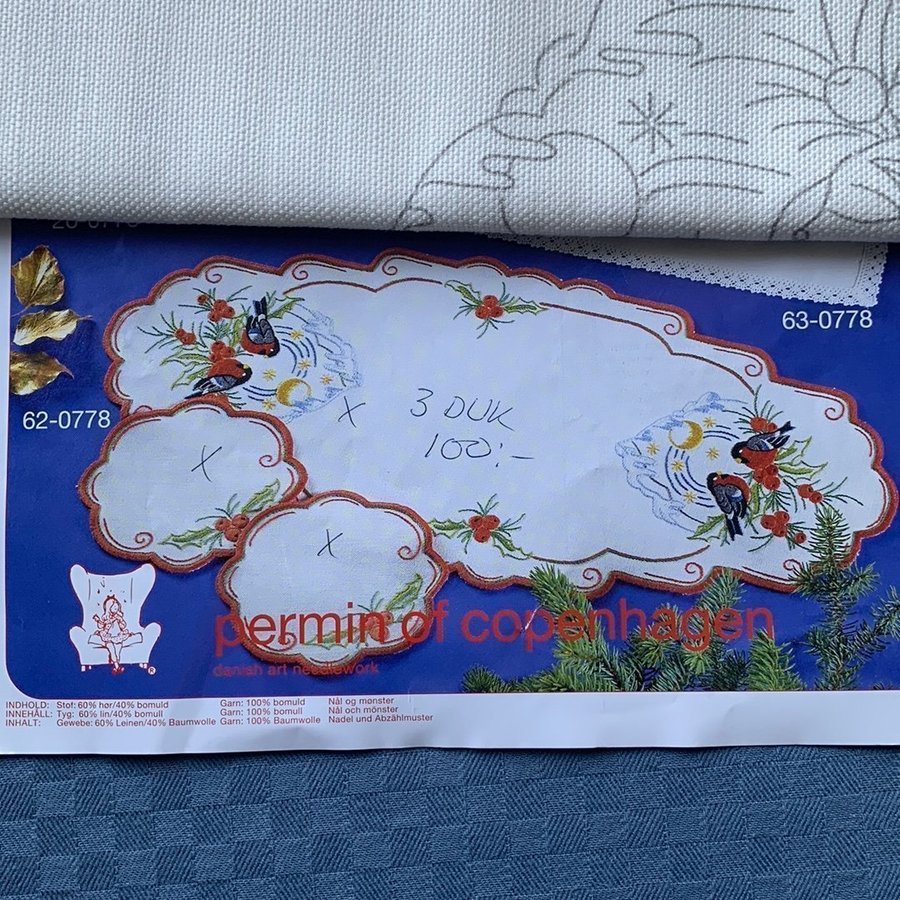 63-0778
62-0778
X 3 DUK
100:-
X
X
permin of copenhagen
danish art needlework
®
INDHOLD: Stof: 60% hør/40% bomuld Garn: 100% bomuld Nål og mønster
INNEHÅLL: Tyg: 60% lin/40% bomull Garn: 100% bomull Nål och mönster
INHALT: Gewebe: 60% Leinen/40% Baumwolle Garn: 100% Baumwolle Nadel und Abzählmuster